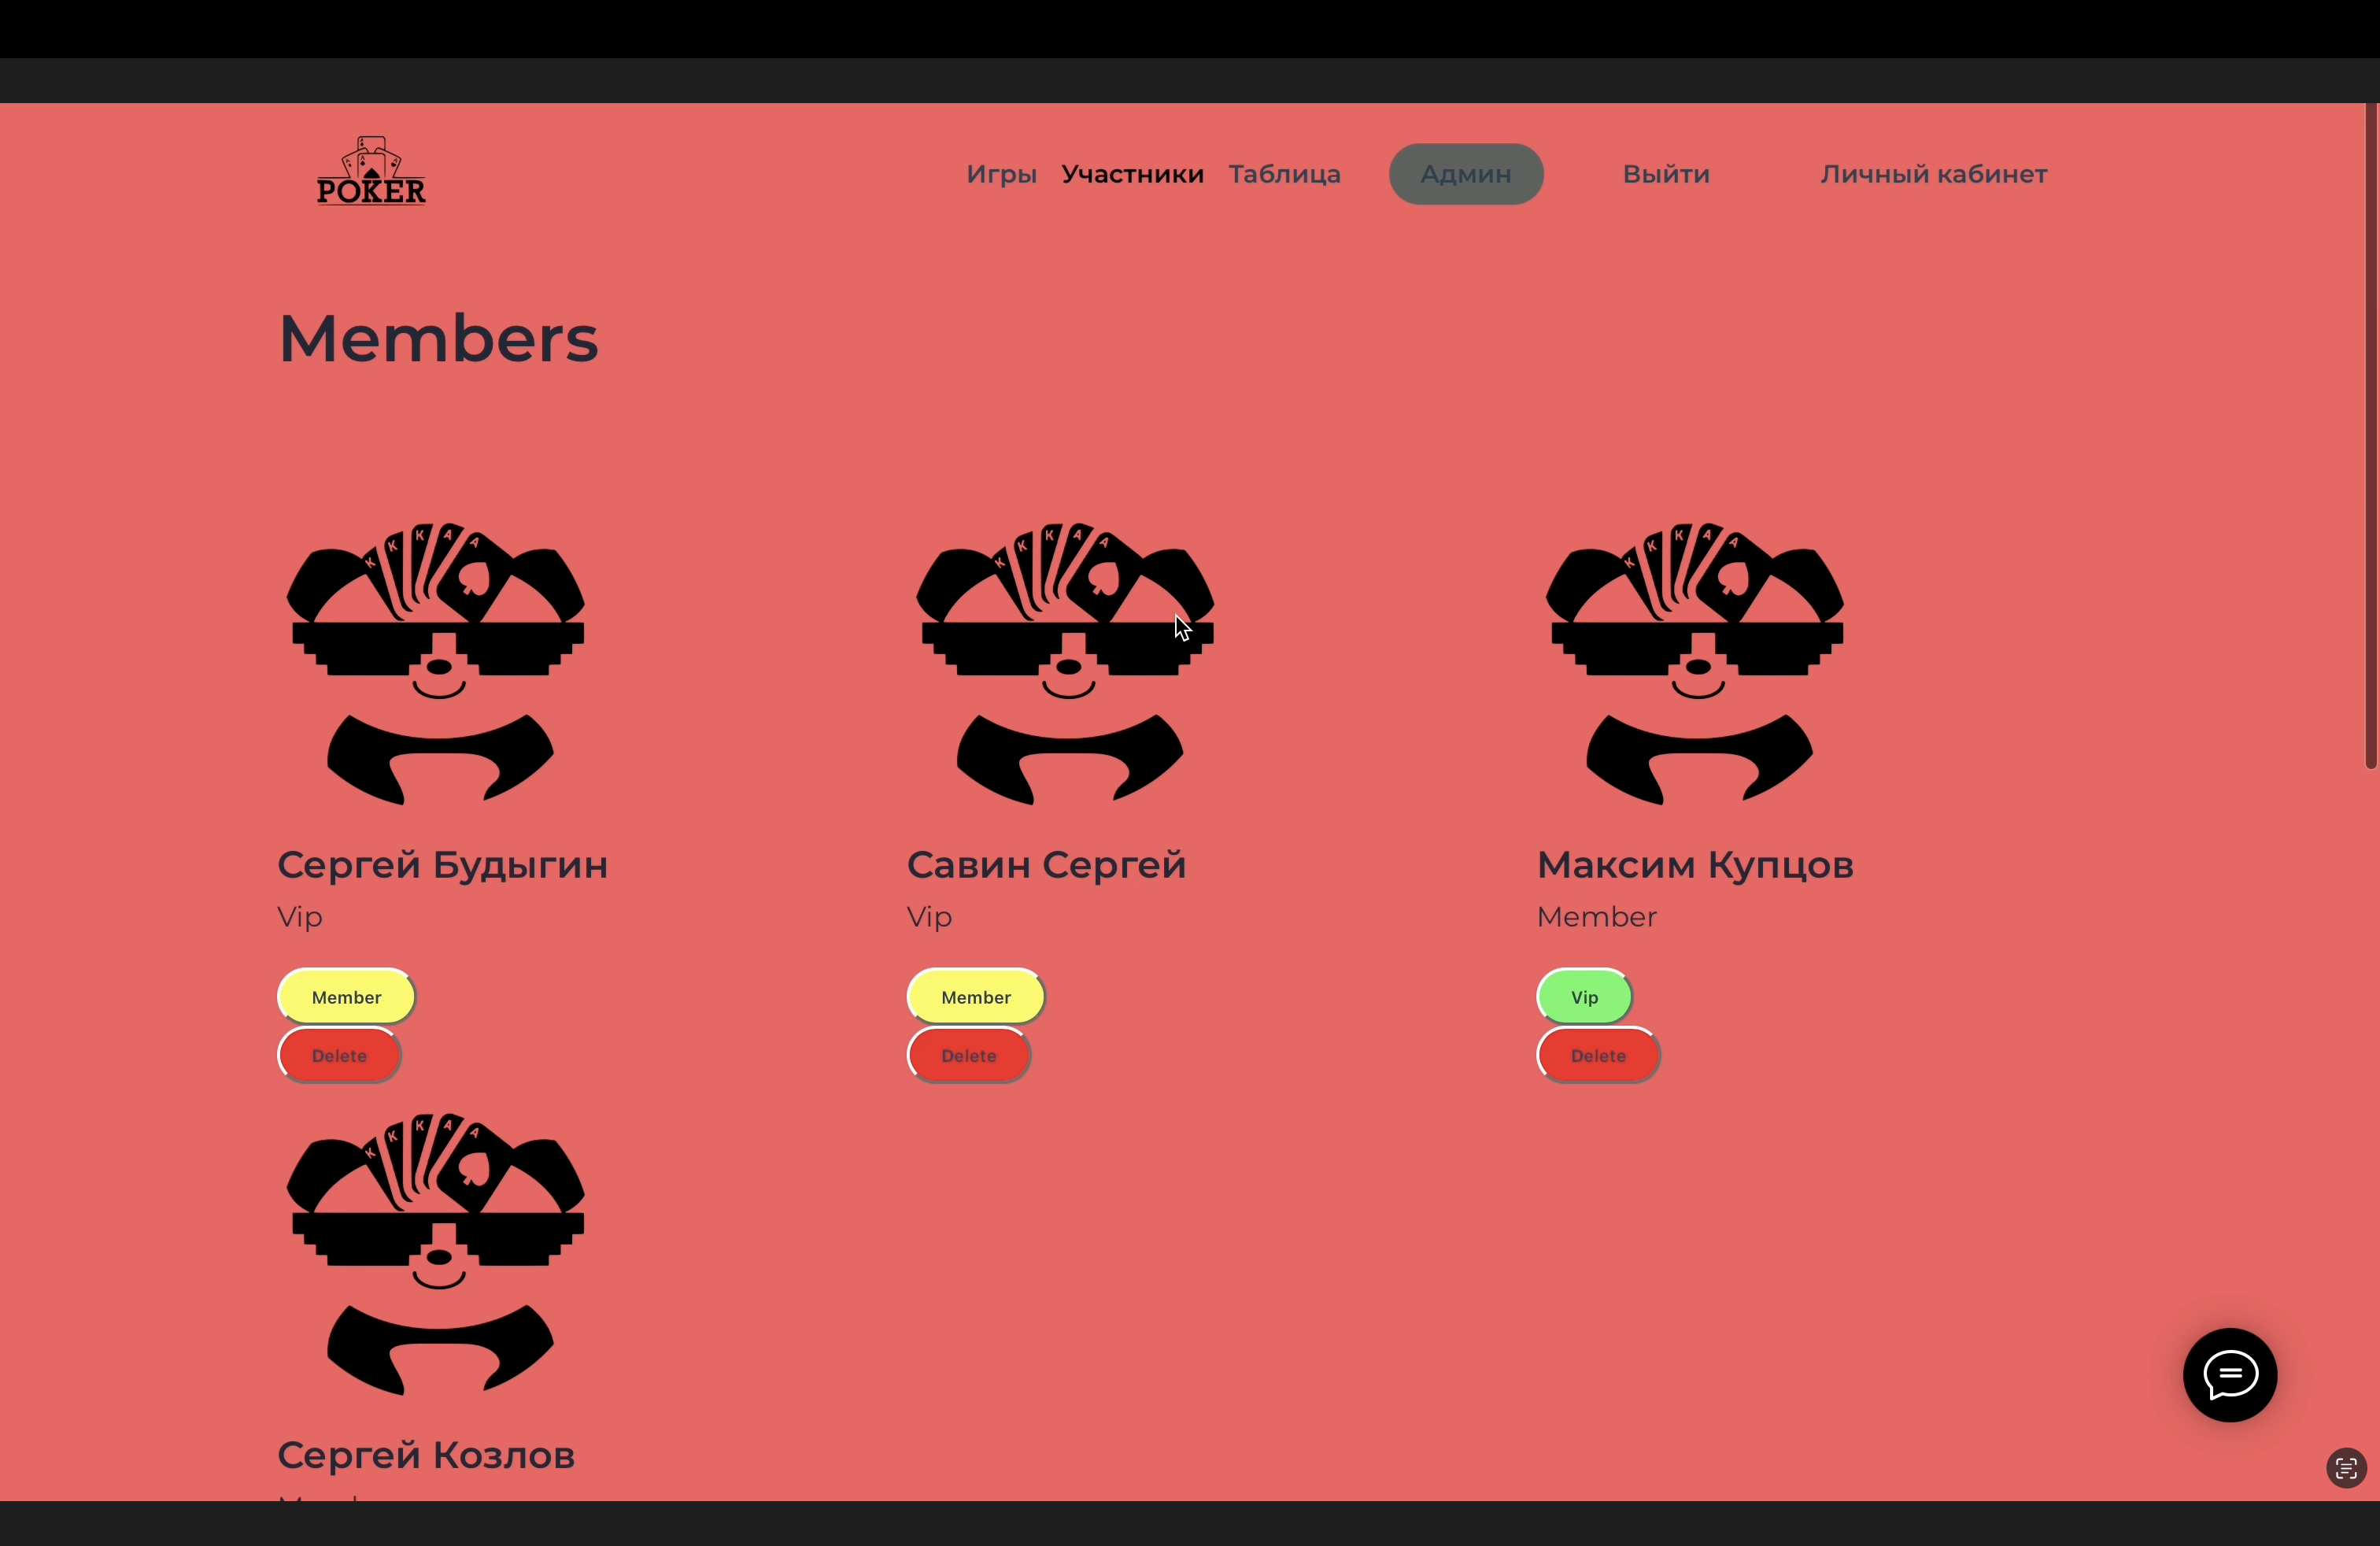 POKER
Игры Участники Таблица Админ Выйти Личный кабинет
Members
K K K A A
K K K A A
K K K A A
Сергей Будыгин
Савин Сергей
Максим Купцов
Vip
Vip
Member
Member
Member
Vip
Delete
Delete
Delete
K K K A A
Сергей Козлов